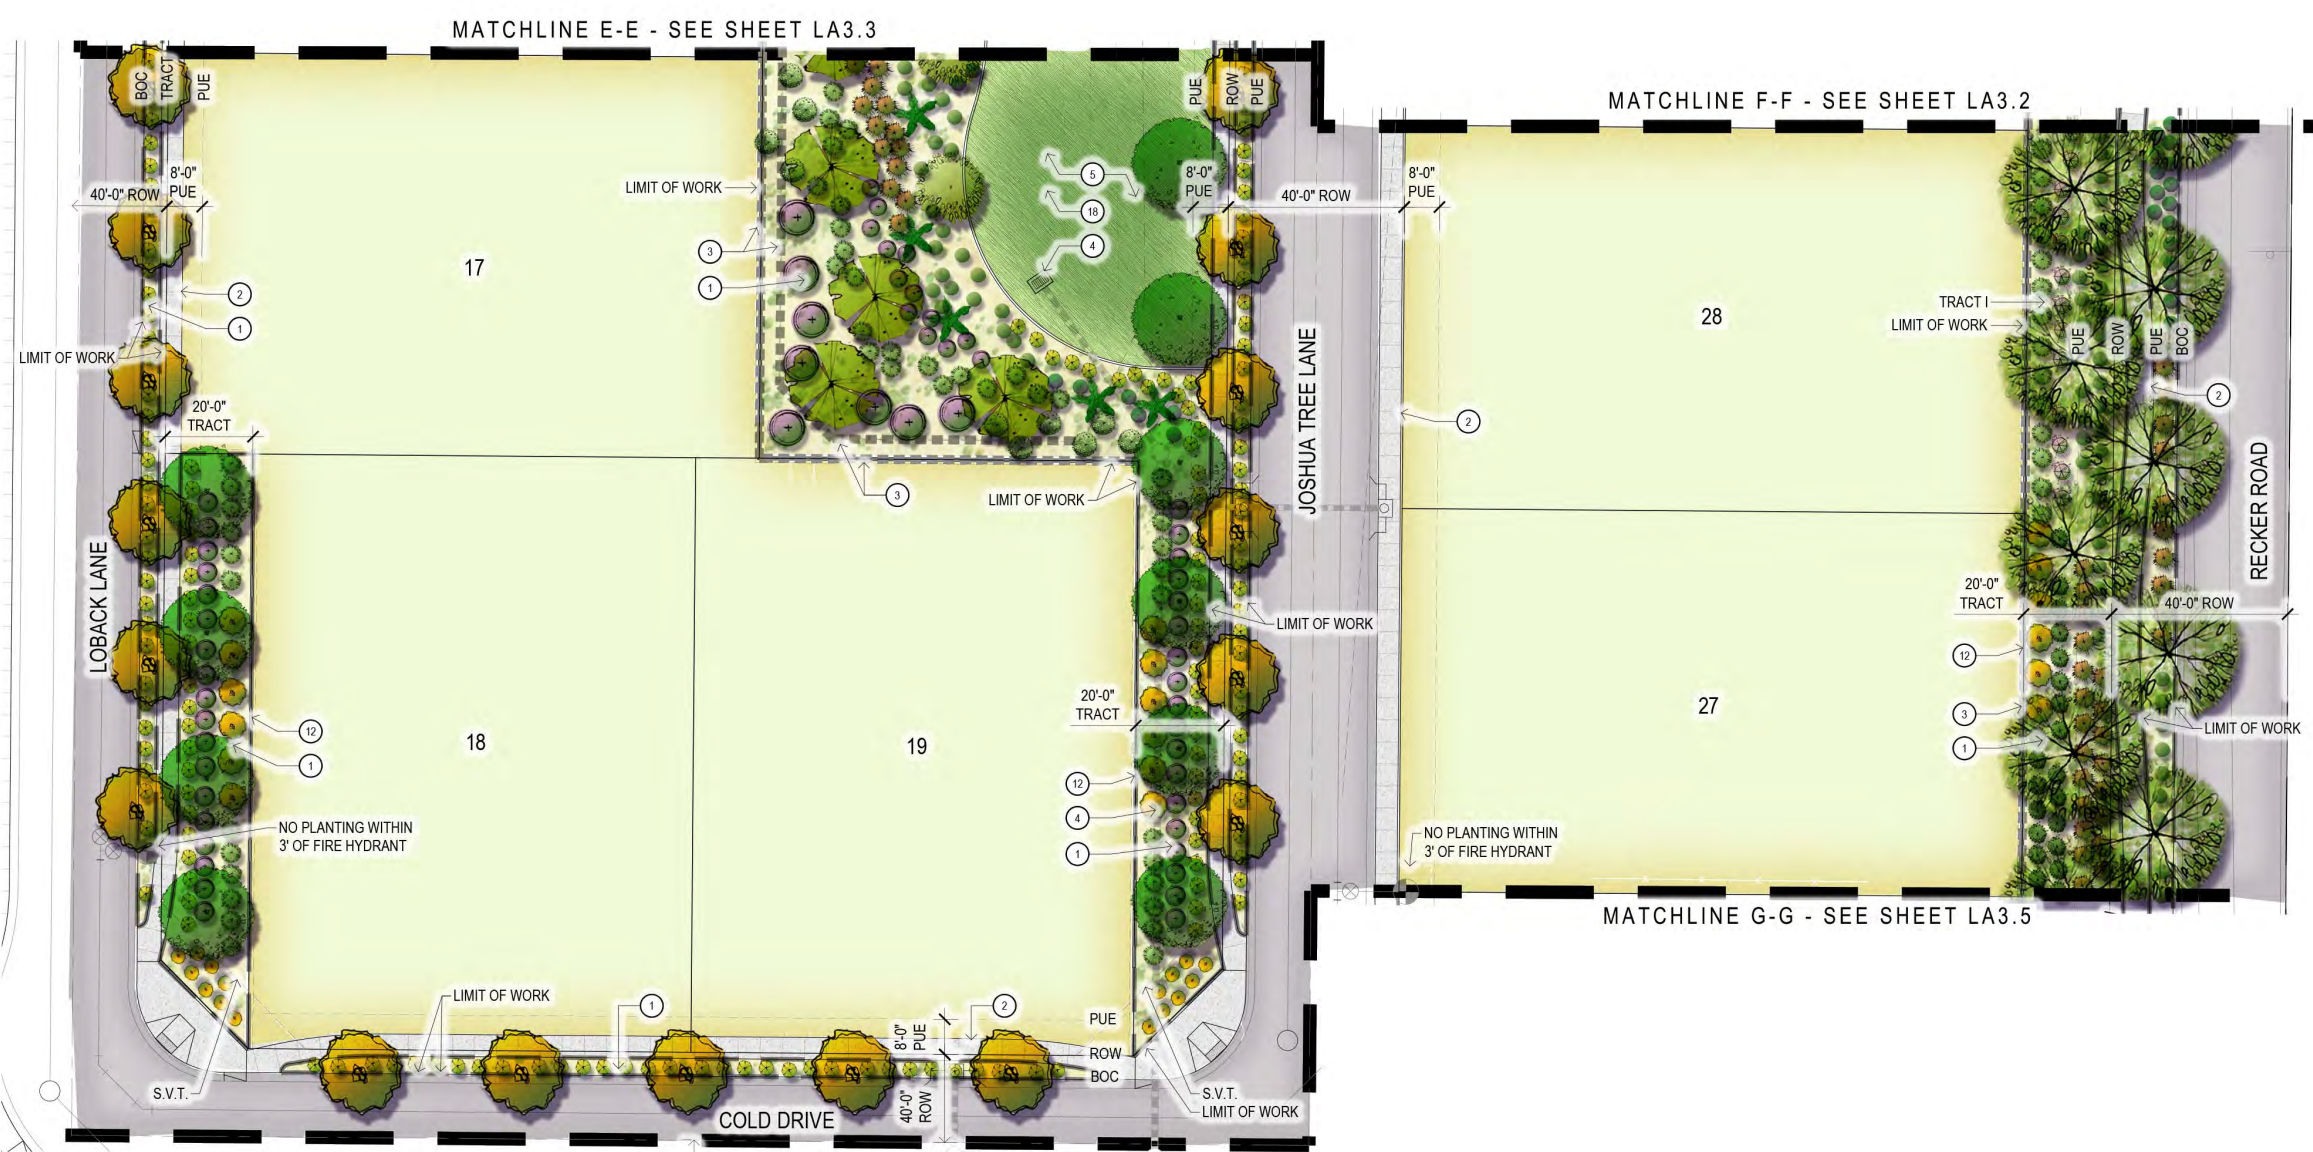 MATCHLINE E-E - SEE SHEET LA3.3
MATCHLINE F-F - SEE SHEET LA3.2
BOC
TRACT
PUE
PUE
ROW
PUE
8'-0"
PUE
40'-0" ROW
LIMIT OF WORK
5
18
4
8'-0"
PUE
40'-0" ROW
8'-0"
PUE
3
1
17
2
1
LIMIT OF WORK
28
TRACT I
LIMIT OF WORK
PUE
ROW
PUE
BOC
2
2
20'-0"
TRACT
JOSHUA TREE LANE
3
LIMIT OF WORK
RECKER ROAD
LOBACK LANE
LIMIT OF WORK
20'-0"
TRACT
40'-0" ROW
12
3
1
LIMIT OF WORK
20'-0"
TRACT
12
1
18
19
27
12
4
1
NO PLANTING WITHIN
3' OF FIRE HYDRANT
NO PLANTING WITHIN
3' OF FIRE HYDRANT
MATCHLINE G-G - SEE SHEET LA3.5
LIMIT OF WORK
1
2
8'-0"
PUE
PUE
ROW
BOC
S.V.T.
40'-0"
ROW
S.V.T.
LIMIT OF WORK
COLD DRIVE